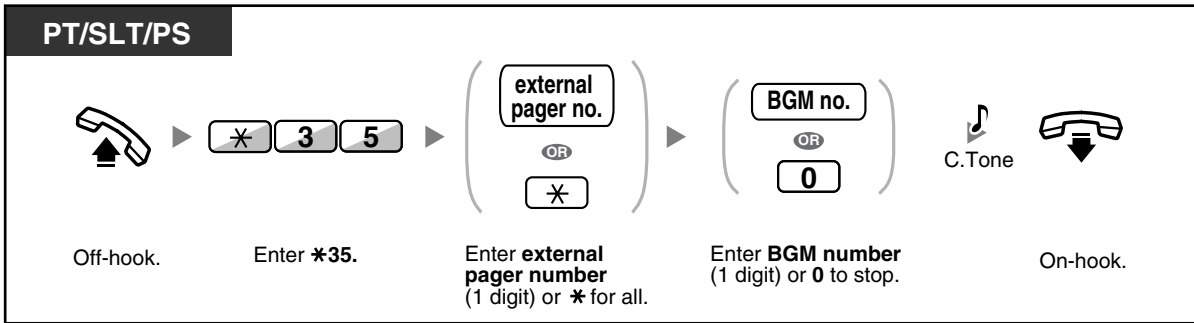 PT/SLT/PS
external
pager no.
OR
*
BGM no.
OR
0
* 3 5
C.Tone
Off-hook.
Enter *35.
Enter external
pager number
(1 digit) or * for all.
Enter BGM number
(1 digit) or 0 to stop.
On-hook.